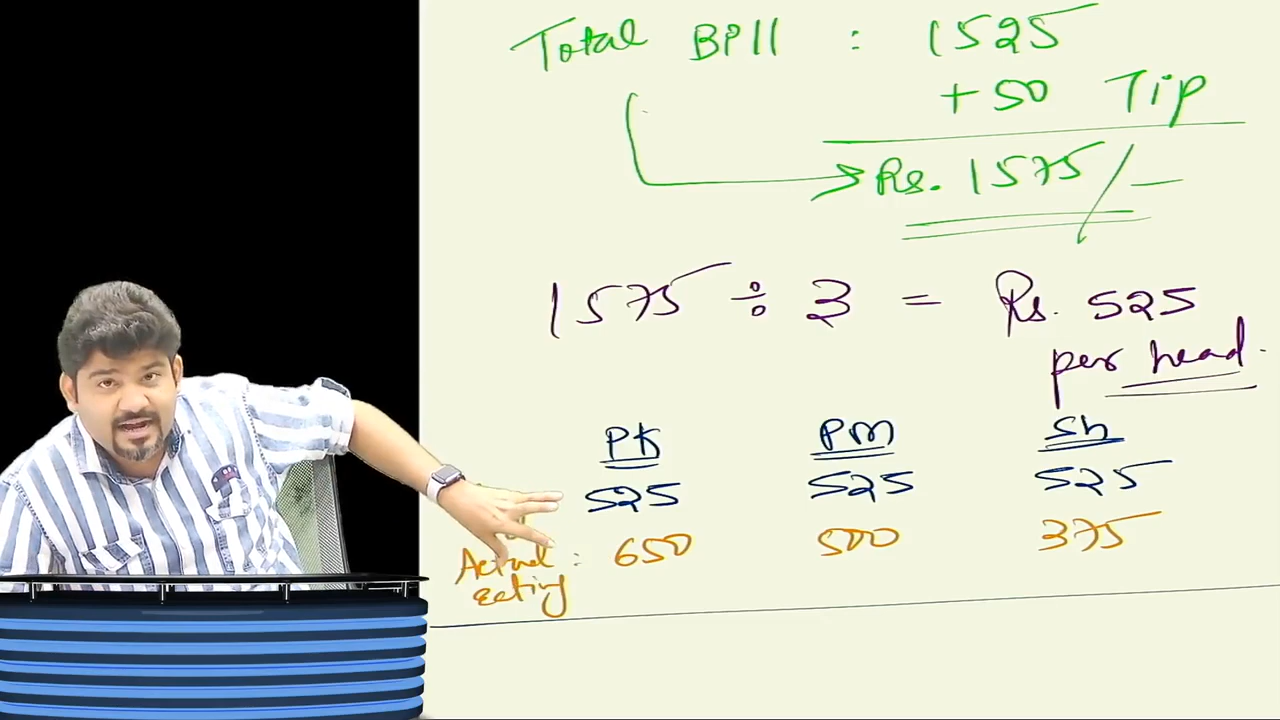 Total Bill : 1525
+ 50 Tip
Rs. 1575/-
1575 ÷ 3 = Rs. 525
per head.
PK PM Sh
525 525 525
Actual : 650 500 375
Eating